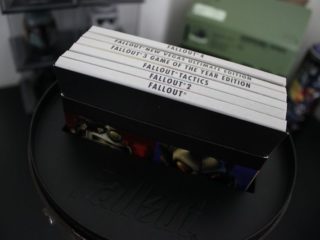 FALLOUT 4
FALLOUT NEW VEGAS ULTIMATE EDITION
FALLOUT 3 GAME OF THE YEAR EDITION
FALLOUT TACTICS
FALLOUT 2
FALLOUT
Fallout